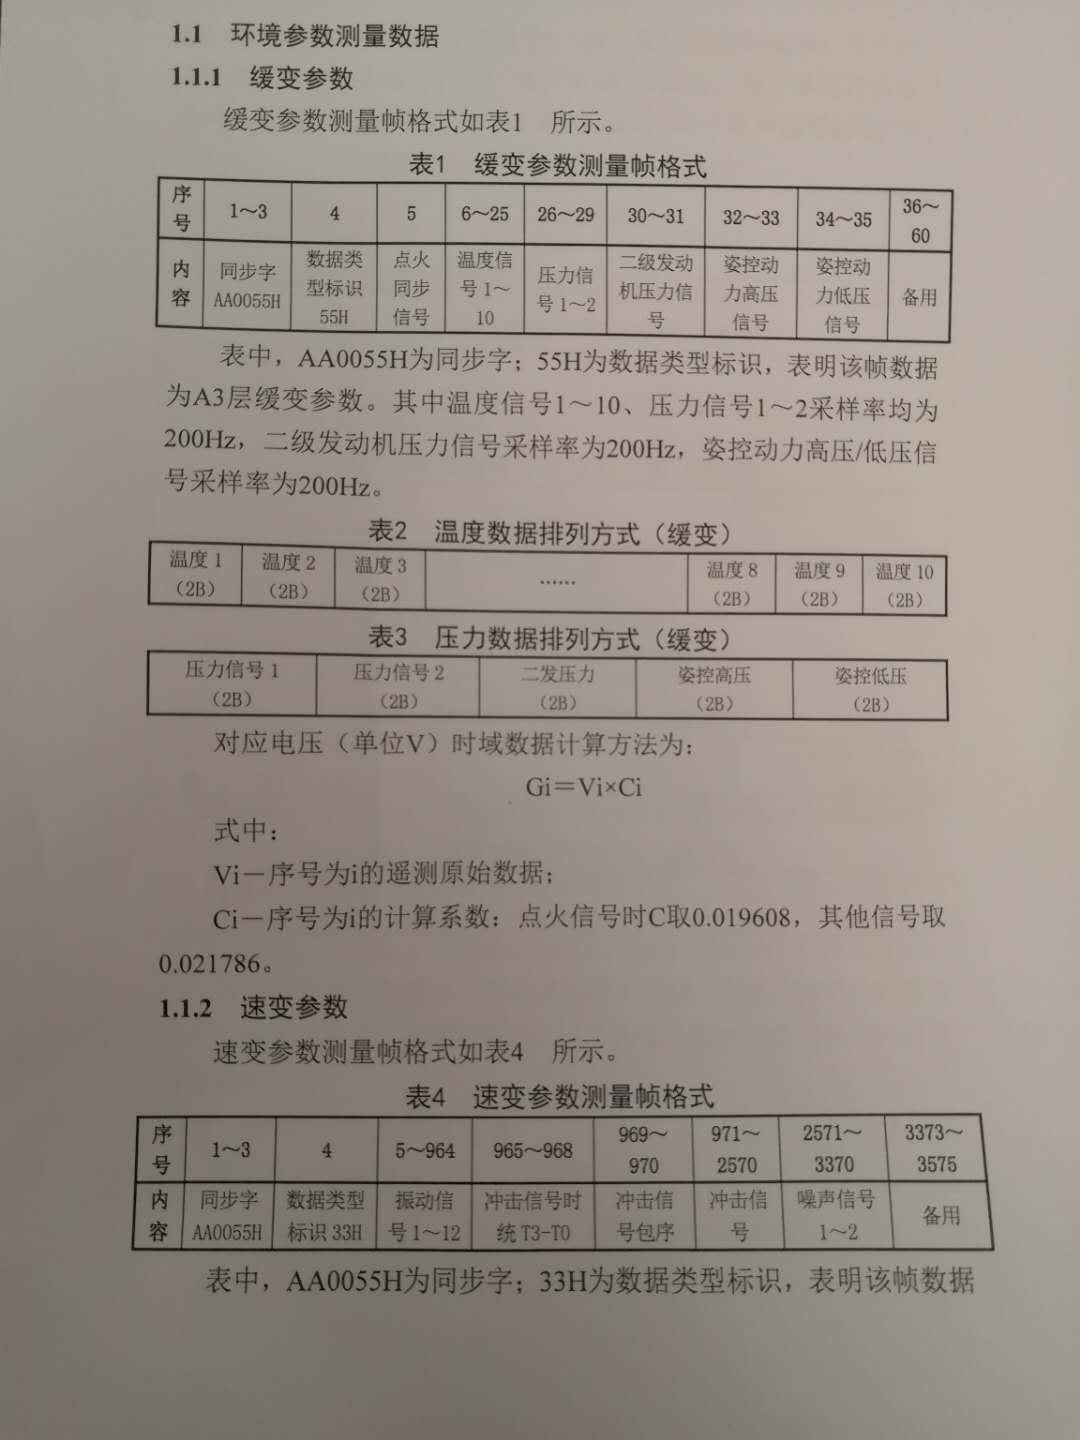 1.1 环境参数测量数据
1.1.1 缓变参数
缓变参数测量帧格式如表1 所示。
表1 缓变参数测量帧格式
序号 1～3 4 5 6～25 26～29 30～31 32～33 34～35 36～60
内容 同步字AA0055H 数据类型标识55H 点火同步信号 温度信号1～10 压力信号1～2 二级发动机压力信号 姿控动力高压信号 姿控动力低压信号 备用
表中，AA0055H为同步字；55H为数据类型标识，表明该帧数据
为A3层缓变参数。其中温度信号1～10、压力信号1～2采样率均为
200Hz，二级发动机压力信号采样率为200Hz，姿控动力高压/低压信
号采样率为200Hz。
表2 温度数据排列方式（缓变）
温度1（2B） 温度2（2B） 温度3（2B） …… 温度8（2B） 温度9（2B） 温度10（2B）
表3 压力数据排列方式（缓变）
压力信号1（2B） 压力信号2（2B） 二发压力（2B） 姿控高压（2B） 姿控低压（2B）
对应电压（单位V）时域数据计算方法为：
Gi＝Vi×Ci
式中：
Vi－序号为i的遥测原始数据；
Ci－序号为i的计算系数：点火信号时C取0.019608，其他信号取
0.021786。
1.1.2 速变参数
速变参数测量帧格式如表4 所示。
表4 速变参数测量帧格式
序号 1～3 4 5～964 965～968 969～970 971～2570 2571～3370 3373～3575
内容 同步字AA0055H 数据类型标识33H 振动信号1～12 冲击信号时统T3-T0 冲击信号包序 冲击信号 噪声信号1～2 备用
表中，AA0055H为同步字；33H为数据类型标识，表明该帧数据